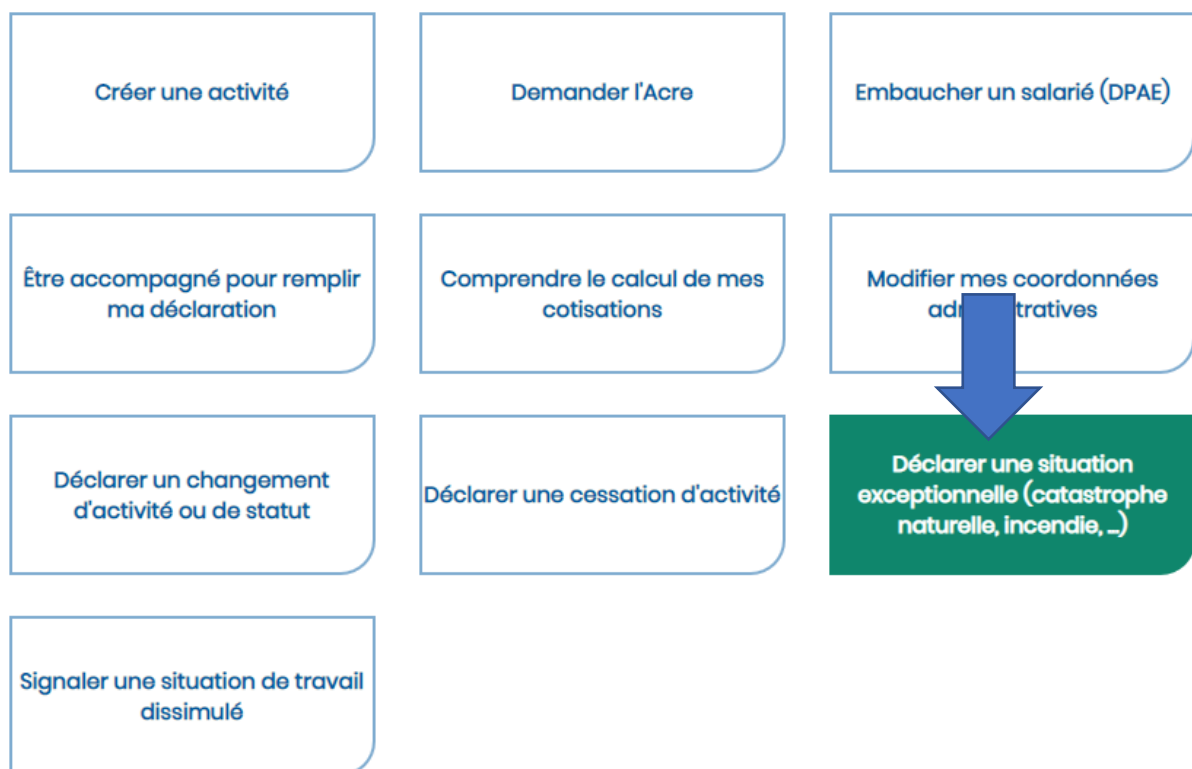 Créer une activité
Demander l'Acre
Embaucher un salarié (DPAE)
Être accompagné pour remplir
ma déclaration
Comprendre le calcul de mes
cotisations
Modifier mes coordonnées
Déclarer un changement
d'activité ou de statut
Déclarer une cessation d'activité
Déclarer une situation
exceptionnelle (catastrophe
naturelle, incendie, ...)
Signaler une situation de travail
dissimulé